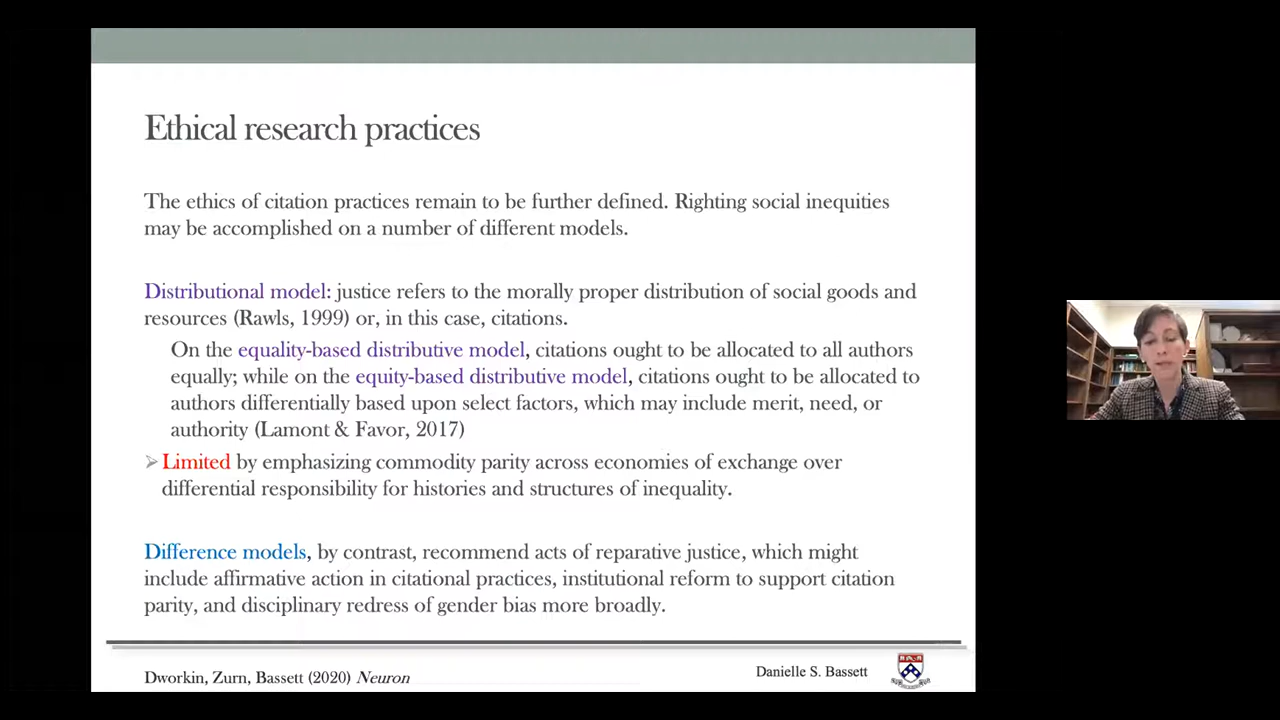 Ethical research practices
The ethics of citation practices remain to be further defined. Righting social inequities
may be accomplished on a number of different models.
Distributional model: justice refers to the morally proper distribution of social goods and
resources (Rawls, 1999) or, in this case, citations.
On the equality-based distributive model, citations ought to be allocated to all authors
equally; while on the equity-based distributive model, citations ought to be allocated to
authors differentially based upon select factors, which may include merit, need, or
authority (Lamont & Favor, 2017)
➢ Limited by emphasizing commodity parity across economies of exchange over
differential responsibility for histories and structures of inequality.
Difference models, by contrast, recommend acts of reparative justice, which might
include affirmative action in citational practices, institutional reform to support citation
parity, and disciplinary redress of gender bias more broadly.
Dworkin, Zurn, Bassett (2020) Neuron
Danielle S. Bassett